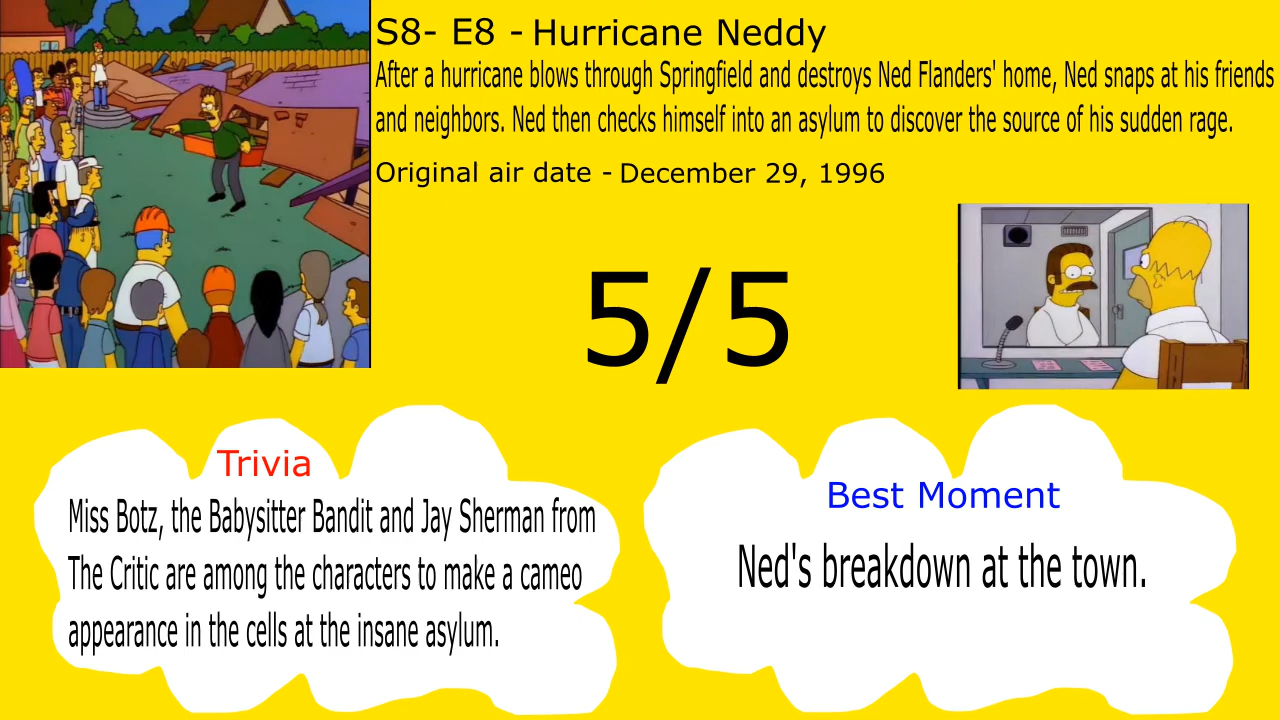 S8- E8 - Hurricane Neddy
After a hurricane blows through Springfield and destroys Ned Flanders' home, Ned snaps at his friends
and neighbors. Ned then checks himself into an asylum to discover the source of his sudden rage.
Original air date - December 29, 1996
5/5
Trivia
Miss Botz, the Babysitter Bandit and Jay Sherman from
The Critic are among the characters to make a cameo
appearance in the cells at the insane asylum.
Best Moment
Ned's breakdown at the town.